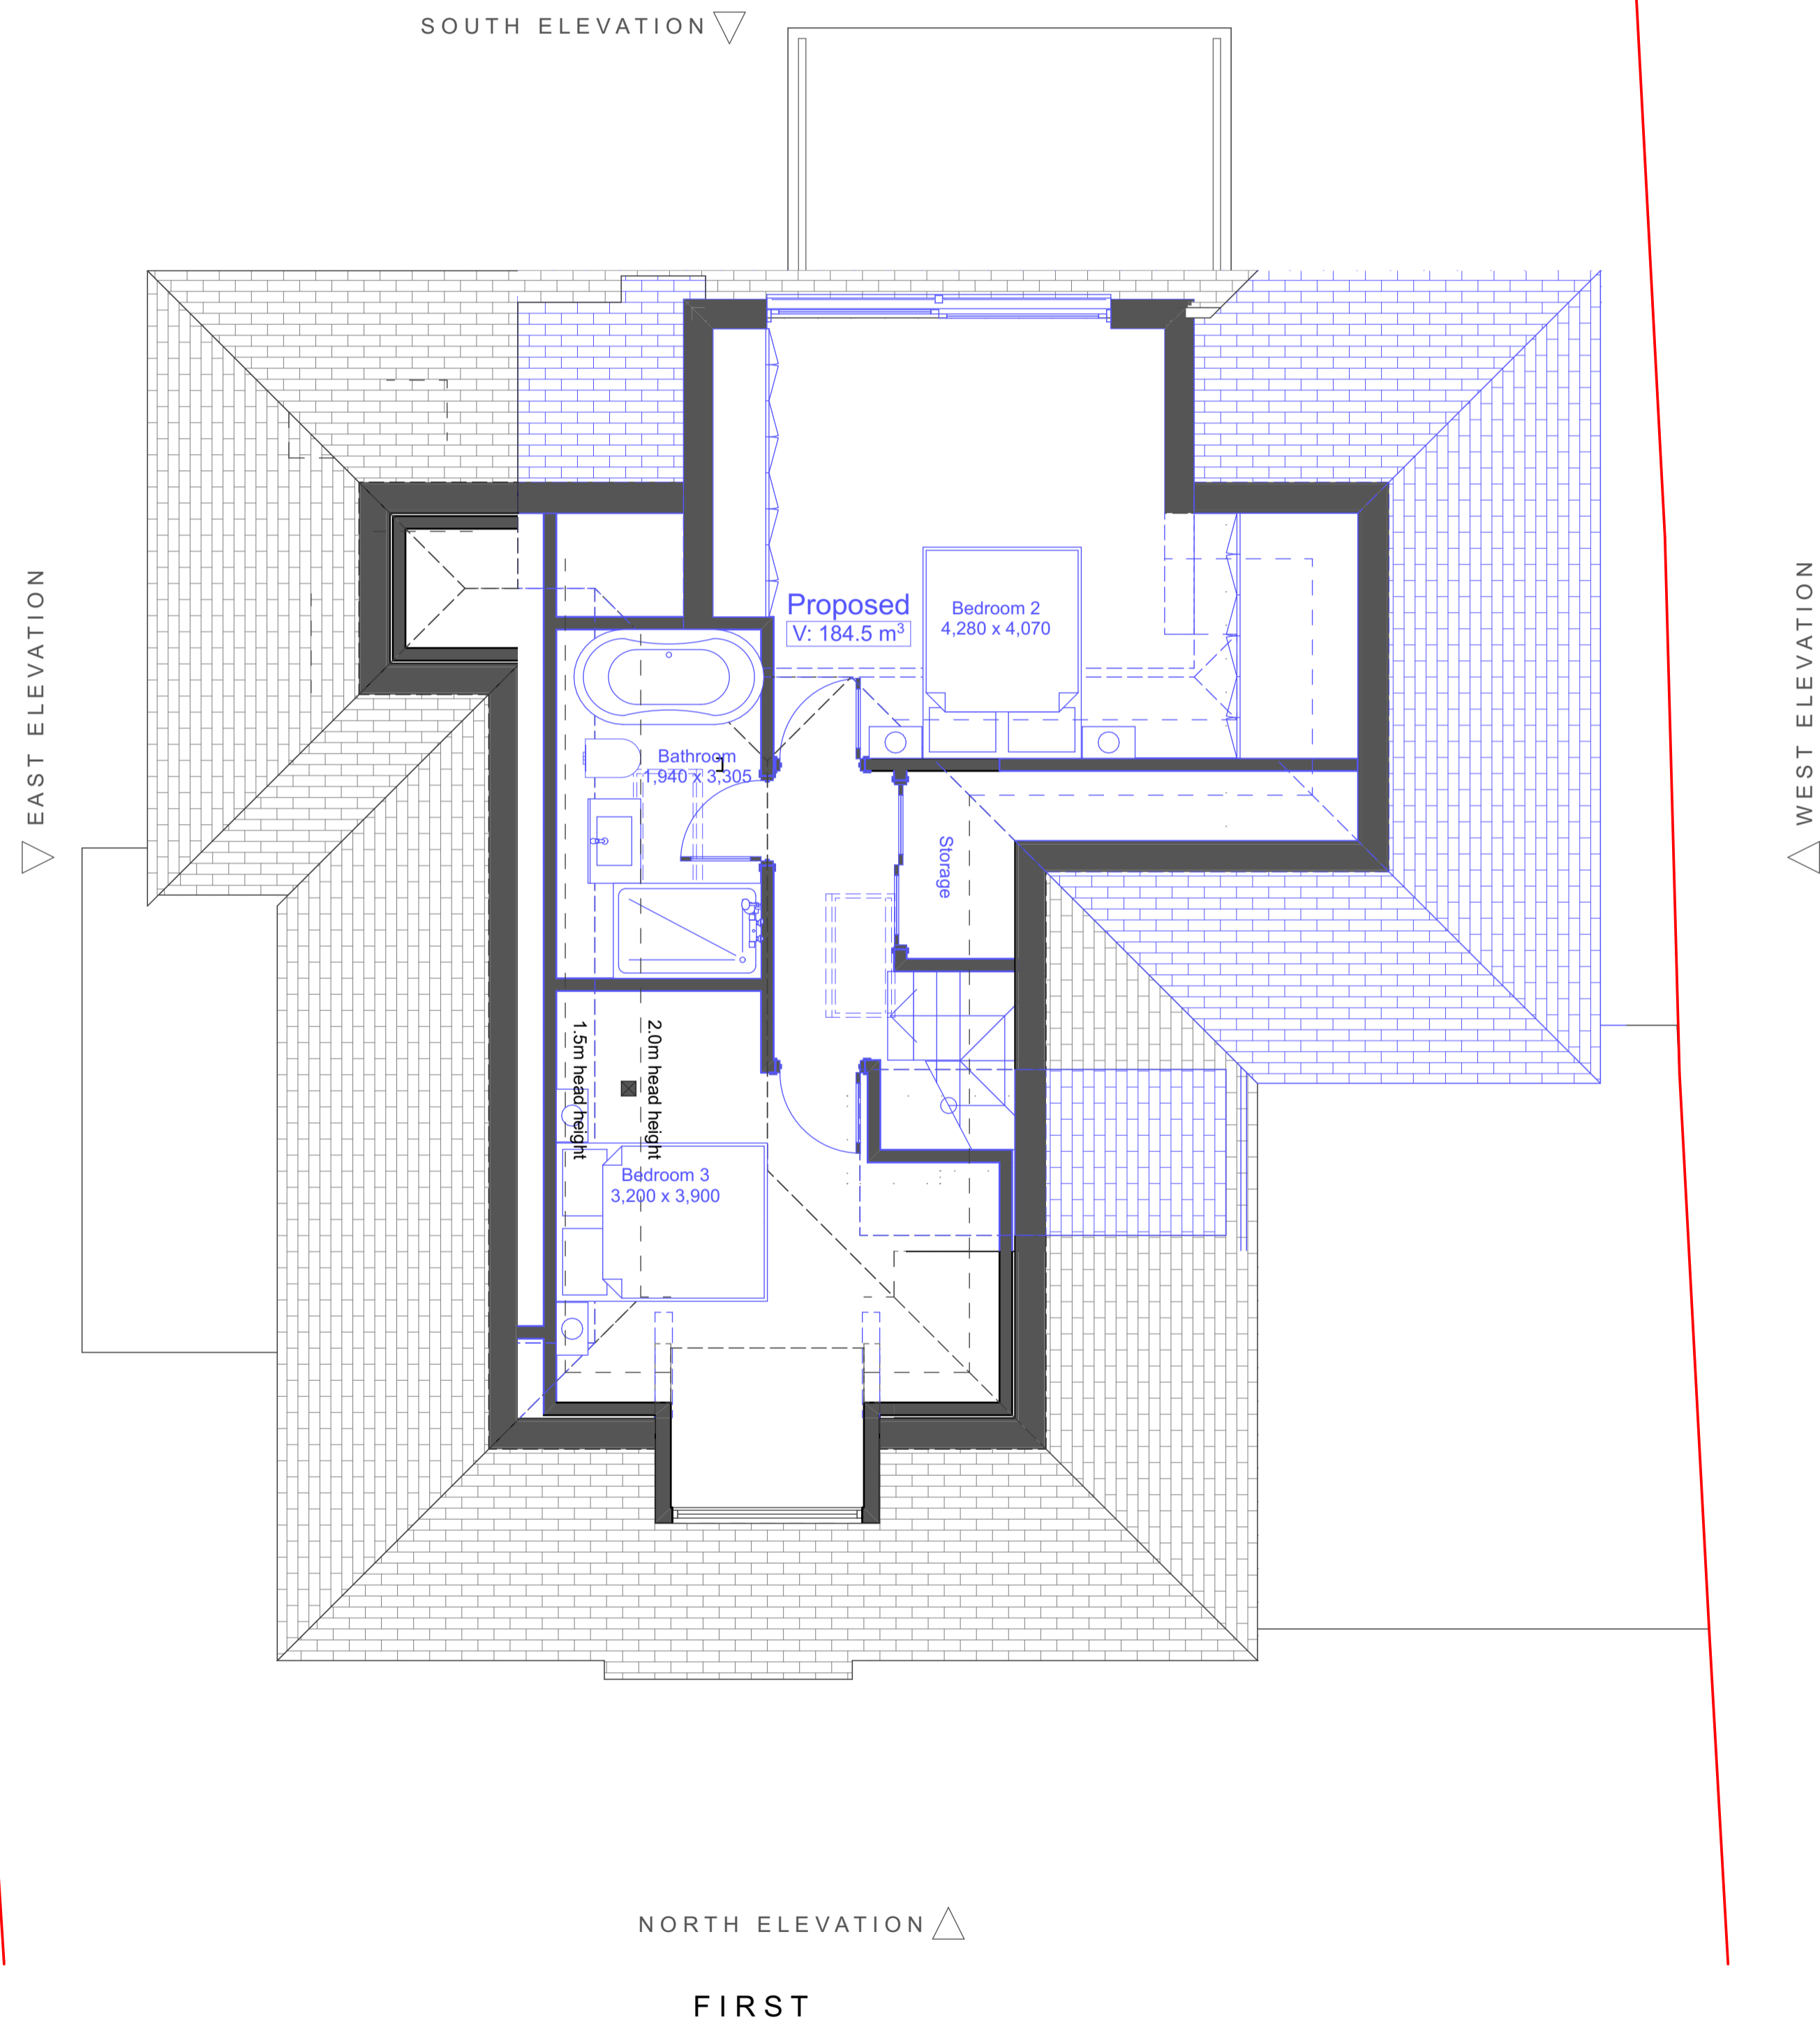 SOUTH ELEVATION
EAST ELEVATION
WEST ELEVATION
Proposed
V: 184.5 m³
Bedroom 2
4,280 x 4,070
Bathroom
1,940 x 3,305
Storage
1.5m head height
2.0m head height
Bedroom 3
3,200 x 3,900
NORTH ELEVATION
FIRST